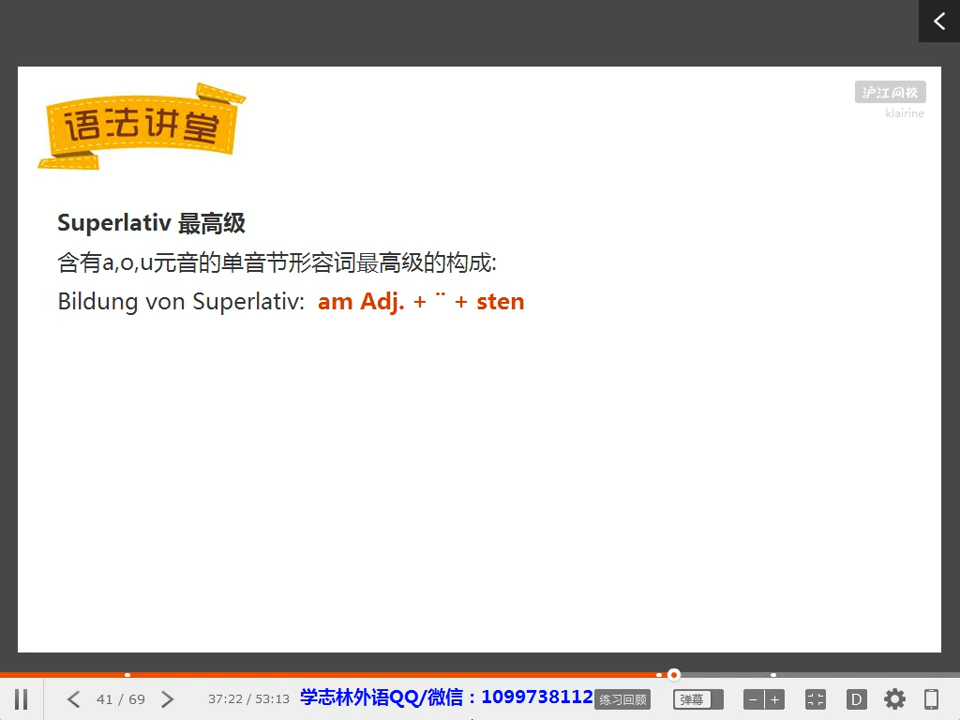 语法讲堂
沪江网校
klairine
Superlativ 最高级
含有a,o,u元音的单音节形容词最高级的构成:
Bildung von Superlativ: am Adj. + ¨ + sten
41 / 69
37:22 / 53:13
学志林外语QQ/微信：1099738112
练习回顾
弹幕
D